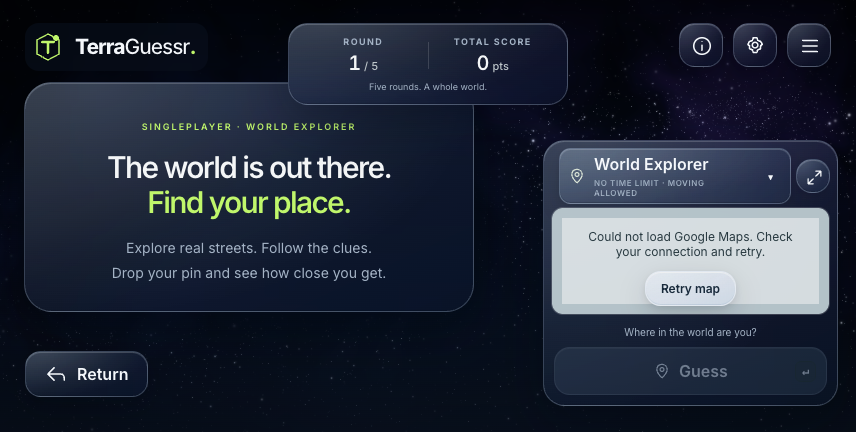 TerraGuessr.
ROUND
1 / 5
TOTAL SCORE
0 pts
Five rounds. A whole world.
SINGLEPLAYER · WORLD EXPLORER
The world is out there.
Find your place.
Explore real streets. Follow the clues.
Drop your pin and see how close you get.
Return
World Explorer
NO TIME LIMIT · MOVING
ALLOWED
Could not load Google Maps. Check
your connection and retry.
Retry map
Where in the world are you?
Guess